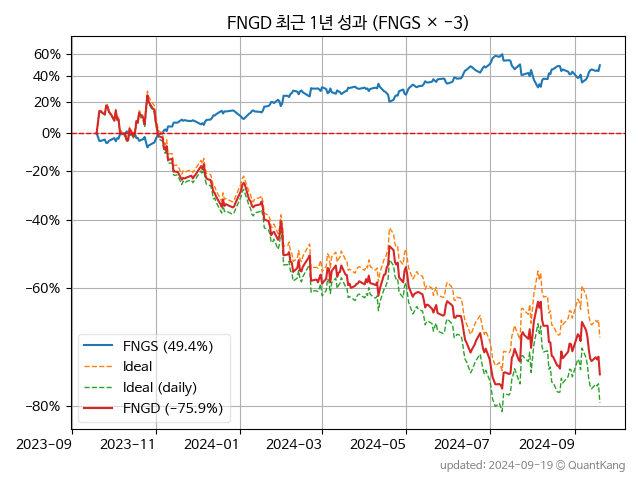 FNGD 최근 1년 성과 (FNGS × −3)
60%
40%
20%
0%
−20%
−40%
−60%
−80%
FNGS (49.4%)
Ideal
Ideal (daily)
FNGD (−75.9%)
2023−09 2023−11 2024−01 2024−03 2024−05 2024−07 2024−09
updated: 2024−09−19 © QuantKang